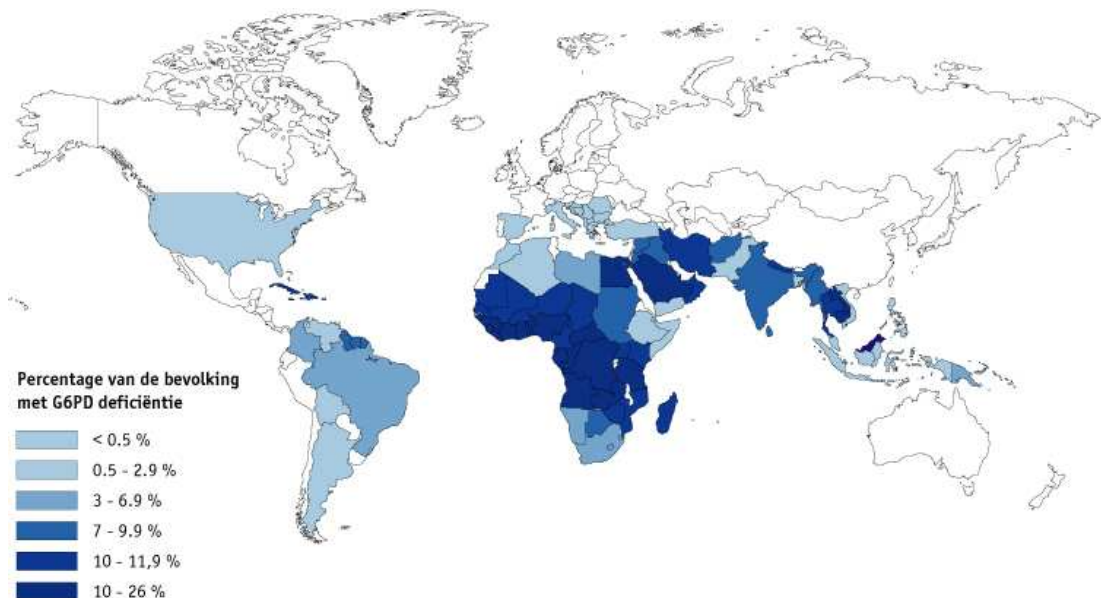 Percentage van de bevolking
met G6PD deficiëntie
< 0.5 %
0.5 - 2.9 %
3 - 6.9 %
7 - 9.9 %
10 - 11,9 %
10 - 26 %